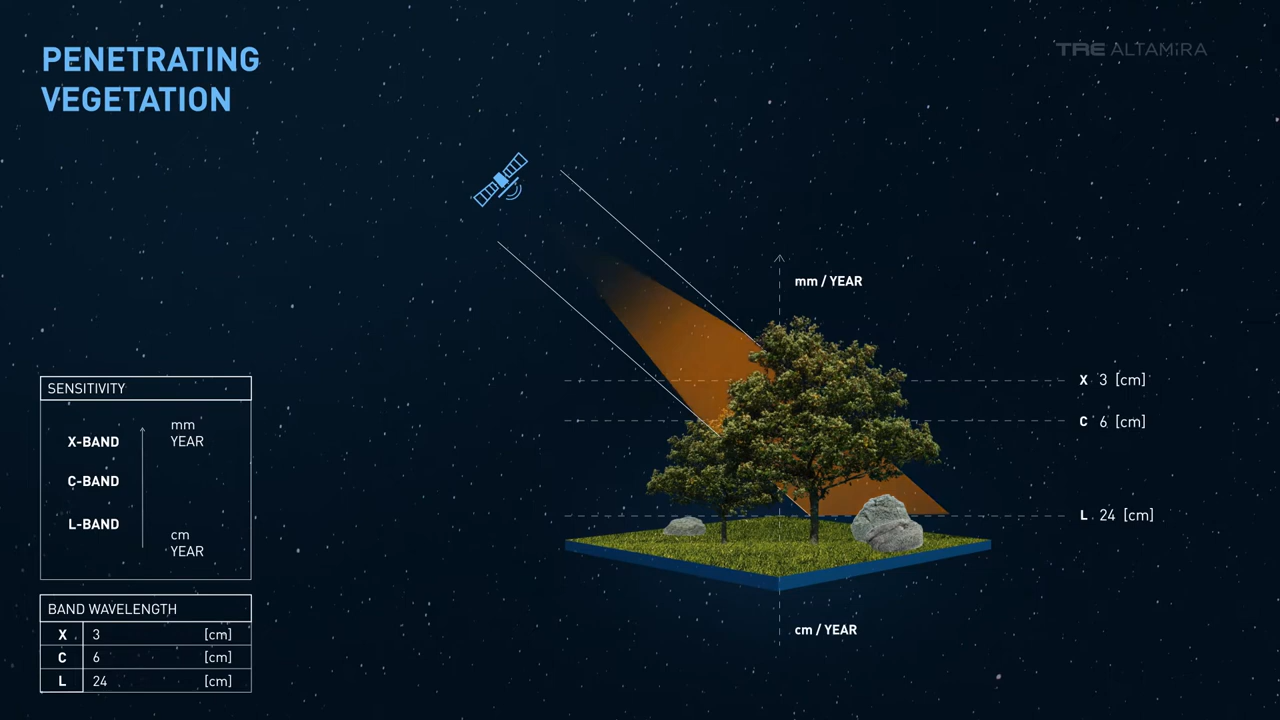 PENETRATING
VEGETATION
TRE ALTAMIRA
mm / YEAR
X 3 [cm]
C 6 [cm]
L 24 [cm]
cm / YEAR
SENSITIVITY
X-BAND
C-BAND
L-BAND
mm
YEAR
cm
YEAR
BAND WAVELENGTH
X 3 [cm]
C 6 [cm]
L 24 [cm]